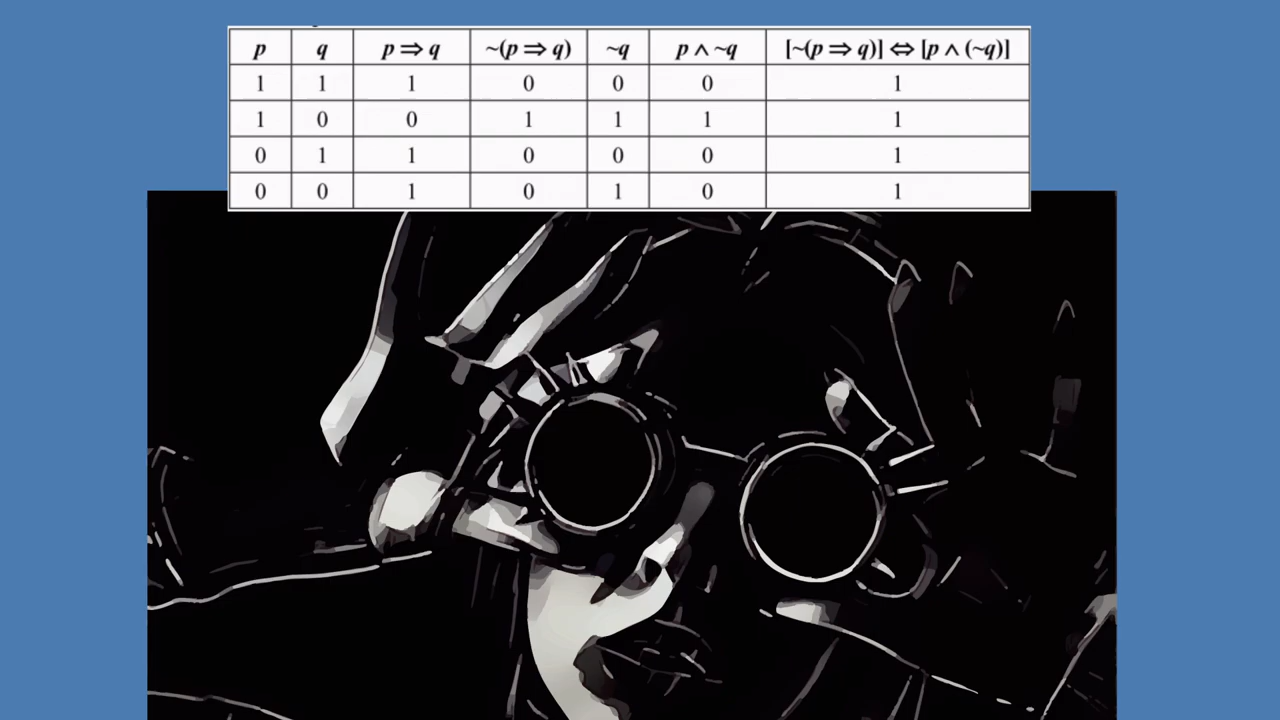 p q p ⇒ q ~(p ⇒ q) ~q p ∧ ~q [~(p ⇒ q)] ⇔ [p ∧ (~q)]
1 1 1 0 0 0 1
1 0 0 1 1 1 1
0 1 1 0 0 0 1
0 0 1 0 1 0 1